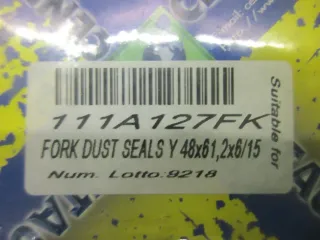 111A127FK
FORK DUST SEALS Y 48x61,2x6/15
Num. Lotto:9218
Suitable for